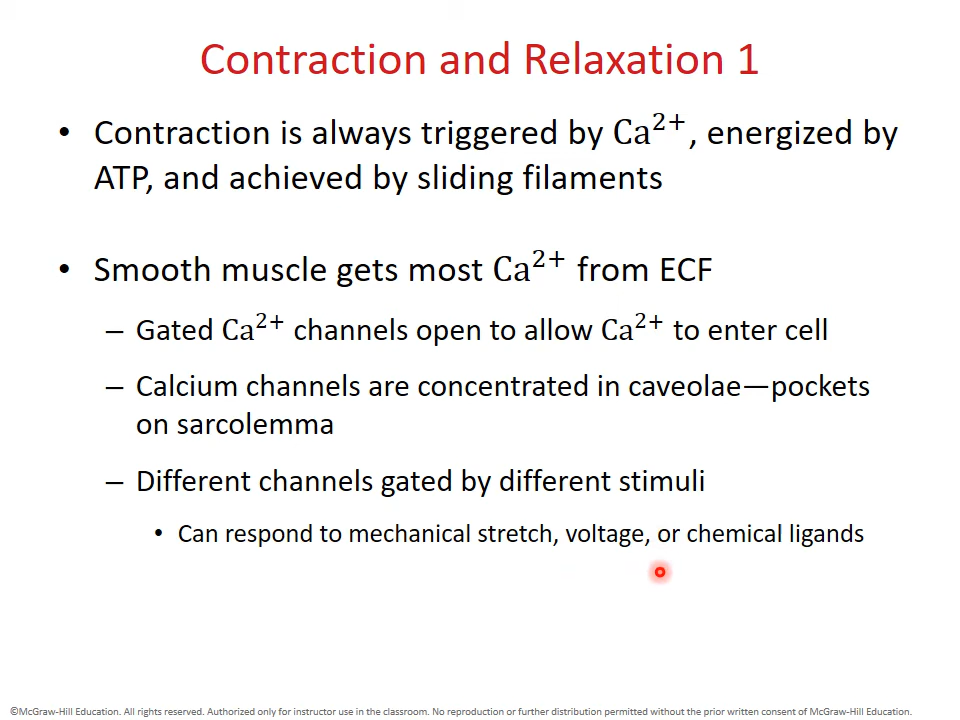 Contraction and Relaxation 1
• Contraction is always triggered by Ca²⁺, energized by
ATP, and achieved by sliding filaments
• Smooth muscle gets most Ca²⁺ from ECF
– Gated Ca²⁺ channels open to allow Ca²⁺ to enter cell
– Calcium channels are concentrated in caveolae—pockets
on sarcolemma
– Different channels gated by different stimuli
• Can respond to mechanical stretch, voltage, or chemical ligands
©McGraw-Hill Education. All rights reserved. Authorized only for instructor use in the classroom. No reproduction or further distribution permitted without the prior written consent of McGraw-Hill Education.